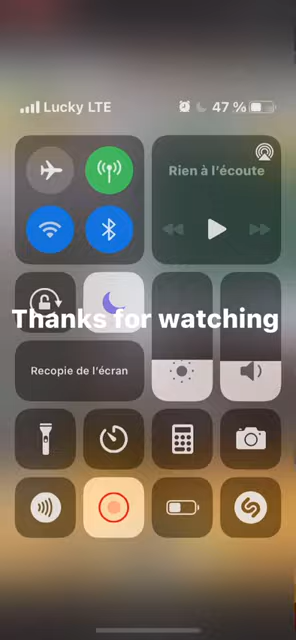 Lucky LTE 47 %
Rien à l'écoute
Thanks for watching
Recopie de l'écran